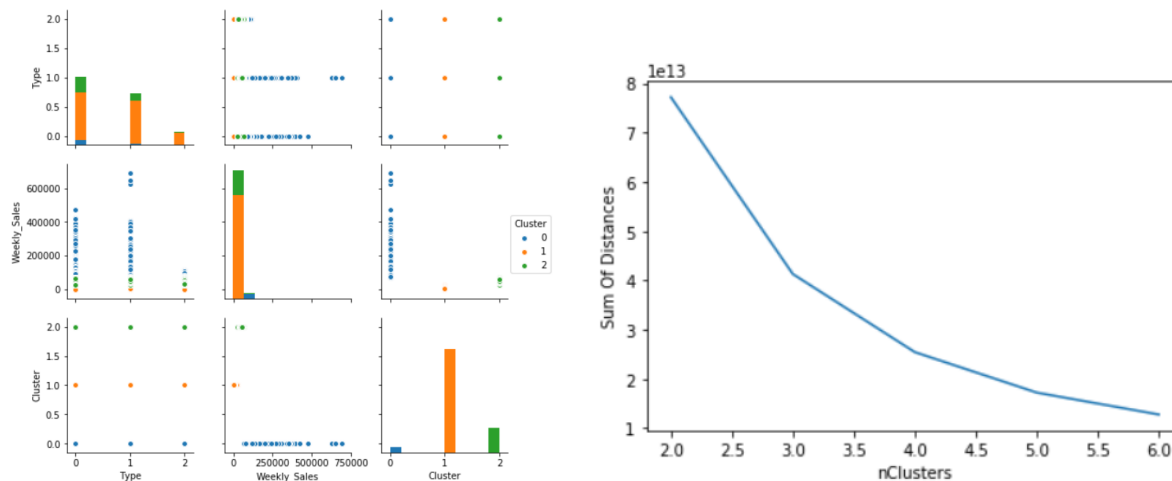 2.0
1.5
1.0
0.5
0.0
Type
600000
400000
200000
0
Weekly_Sales
2.0
1.5
1.0
0.5
0.0
Cluster
0 1 2
Type
0 250000 500000 750000
Weekly_Sales
0 1 2
Cluster
Cluster
0
1
2
1e13
8
7
6
5
4
3
2
1
Sum Of Distances
2.0 2.5 3.0 3.5 4.0 4.5 5.0 5.5 6.0
nClusters